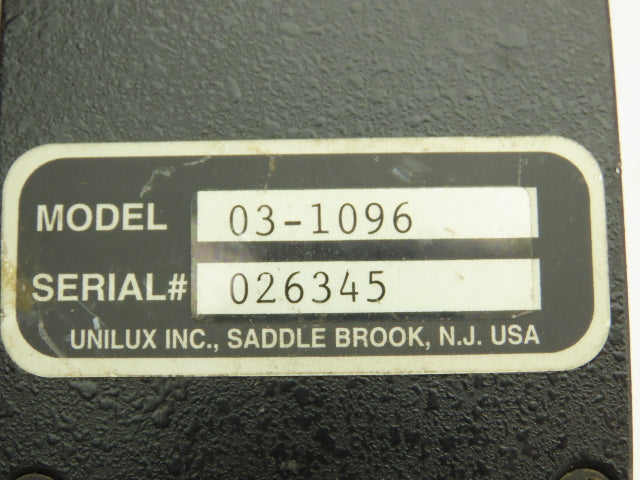 MODEL 03-1096
SERIAL# 026345
UNILUX INC., SADDLE BROOK, N.J. USA